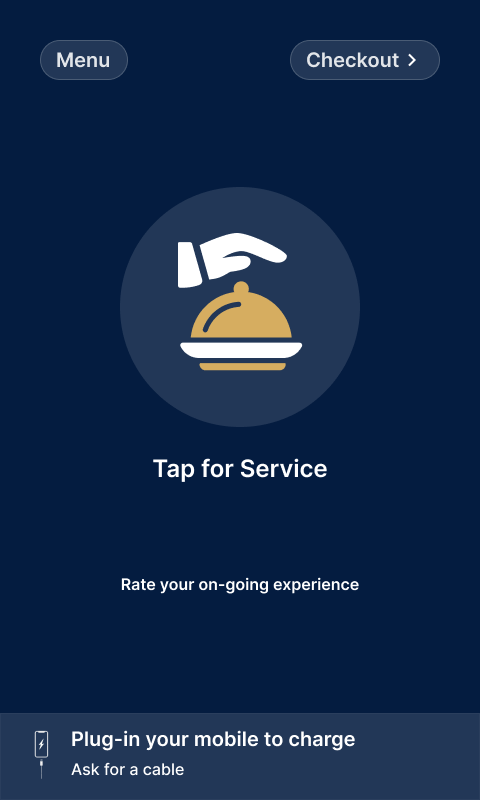 Menu
Checkout
Tap for Service
Rate your on-going experience
Plug-in your mobile to charge
Ask for a cable